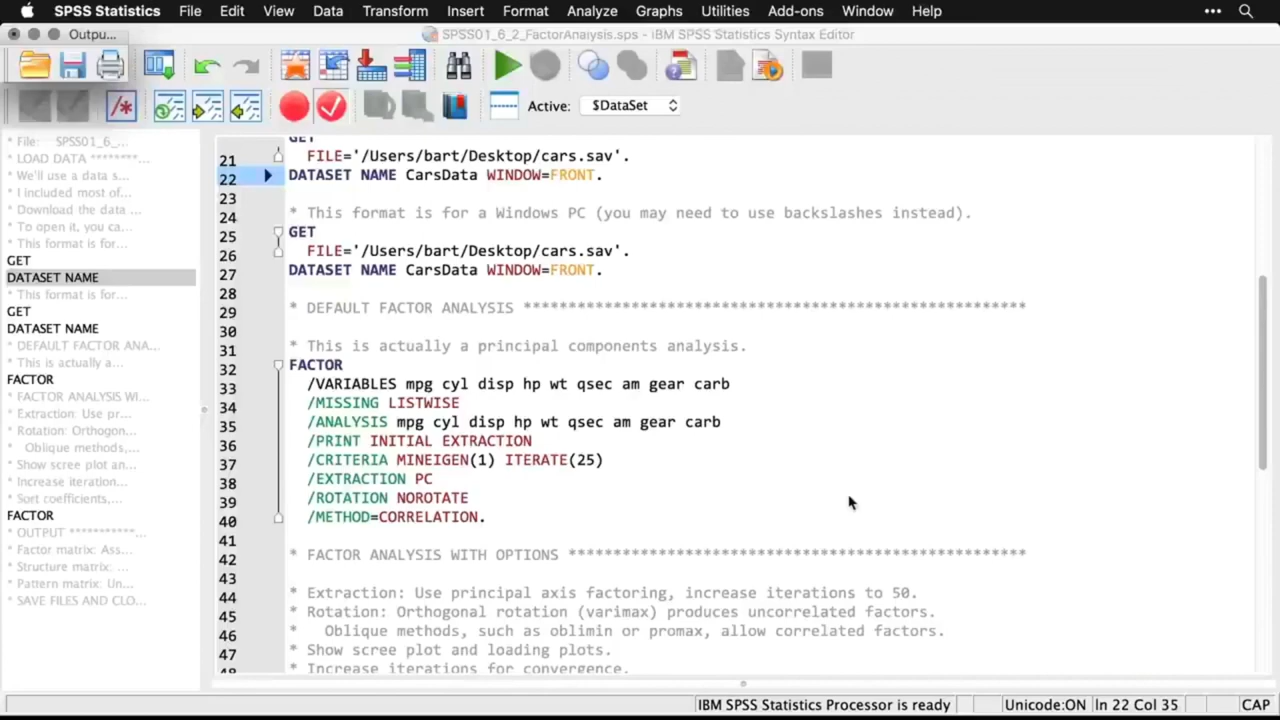 SPSS Statistics File Edit View Data Transform Insert Format Analyze Graphs Utilities Add-ons Window Help
Outpu...
SPSS01_6_2_FactorAnalysis.sps - IBM SPSS Statistics Syntax Editor
Active: $DataSet
* File: SPSS01_6_...
* LOAD DATA ********...
* We'll use a data s...
* I included most of...
* Download the data ...
* To open it, you ca...
* This format is for...
GET
DATASET NAME
* This format is for...
GET
DATASET NAME
* DEFAULT FACTOR ANA...
* This is actually a...
FACTOR
* FACTOR ANALYSIS WI...
* Extraction: Use pr...
* Rotation: Orthogon...
* Oblique methods,...
* Show scree plot an...
* Increase iteration...
* Sort coefficients,...
FACTOR
* OUTPUT ***********...
* Factor matrix: Ass...
* Structure matrix: ...
* Pattern matrix: Un...
* SAVE FILES AND CLO...
GET
21 FILE='/Users/bart/Desktop/cars.sav'.
22 DATASET NAME CarsData WINDOW=FRONT.
23
24 * This format is for a Windows PC (you may need to use backslashes instead).
25 GET
26 FILE='/Users/bart/Desktop/cars.sav'.
27 DATASET NAME CarsData WINDOW=FRONT.
28
29 * DEFAULT FACTOR ANALYSIS ********************************************************
30
31 * This is actually a principal components analysis.
32 FACTOR
33 /VARIABLES mpg cyl disp hp wt qsec am gear carb
34 /MISSING LISTWISE
35 /ANALYSIS mpg cyl disp hp wt qsec am gear carb
36 /PRINT INITIAL EXTRACTION
37 /CRITERIA MINEIGEN(1) ITERATE(25)
38 /EXTRACTION PC
39 /ROTATION NOROTATE
40 /METHOD=CORRELATION.
41
42 * FACTOR ANALYSIS WITH OPTIONS ***************************************************
43
44 * Extraction: Use principal axis factoring, increase iterations to 50.
45 * Rotation: Orthogonal rotation (varimax) produces uncorrelated factors.
46 * Oblique methods, such as oblimin or promax, allow correlated factors.
47 * Show scree plot and loading plots.
48 * Increase iterations for convergence.
IBM SPSS Statistics Processor is ready Unicode:ON In 22 Col 35 CAP